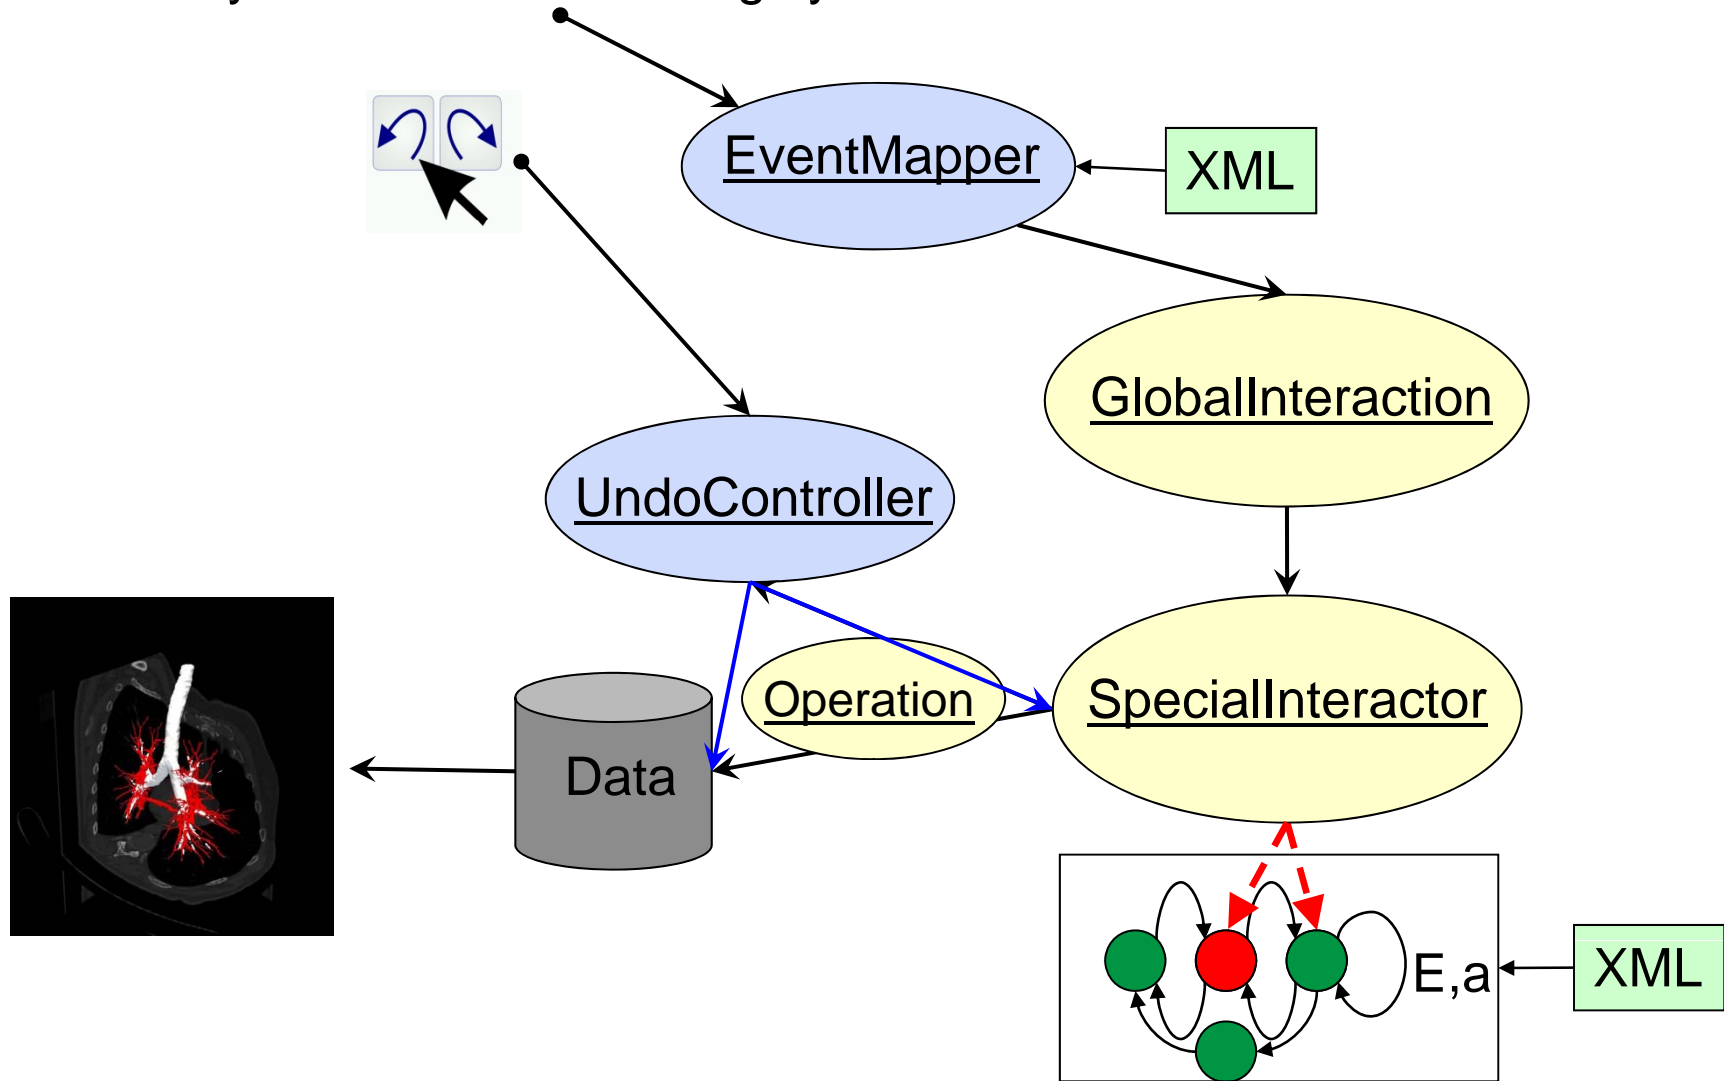 EventMapper
XML
GlobalInteraction
UndoController
Operation
SpecialInteractor
Data
E,a
XML